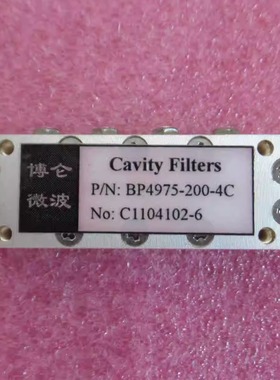 博仑
微波
Cavity Filters
P/N: BP4975-200-4C
No: C1104102-6